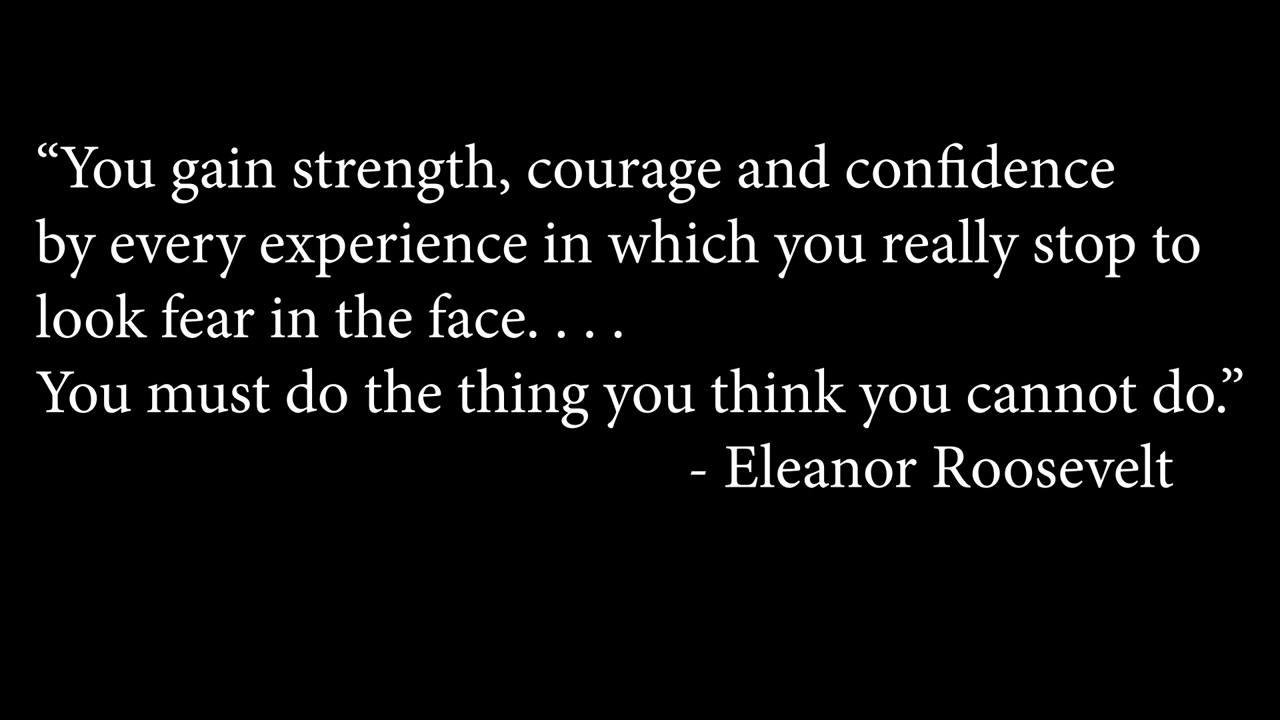 “You gain strength, courage and confidence
by every experience in which you really stop to
look fear in the face. . . .
You must do the thing you think you cannot do.”
- Eleanor Roosevelt